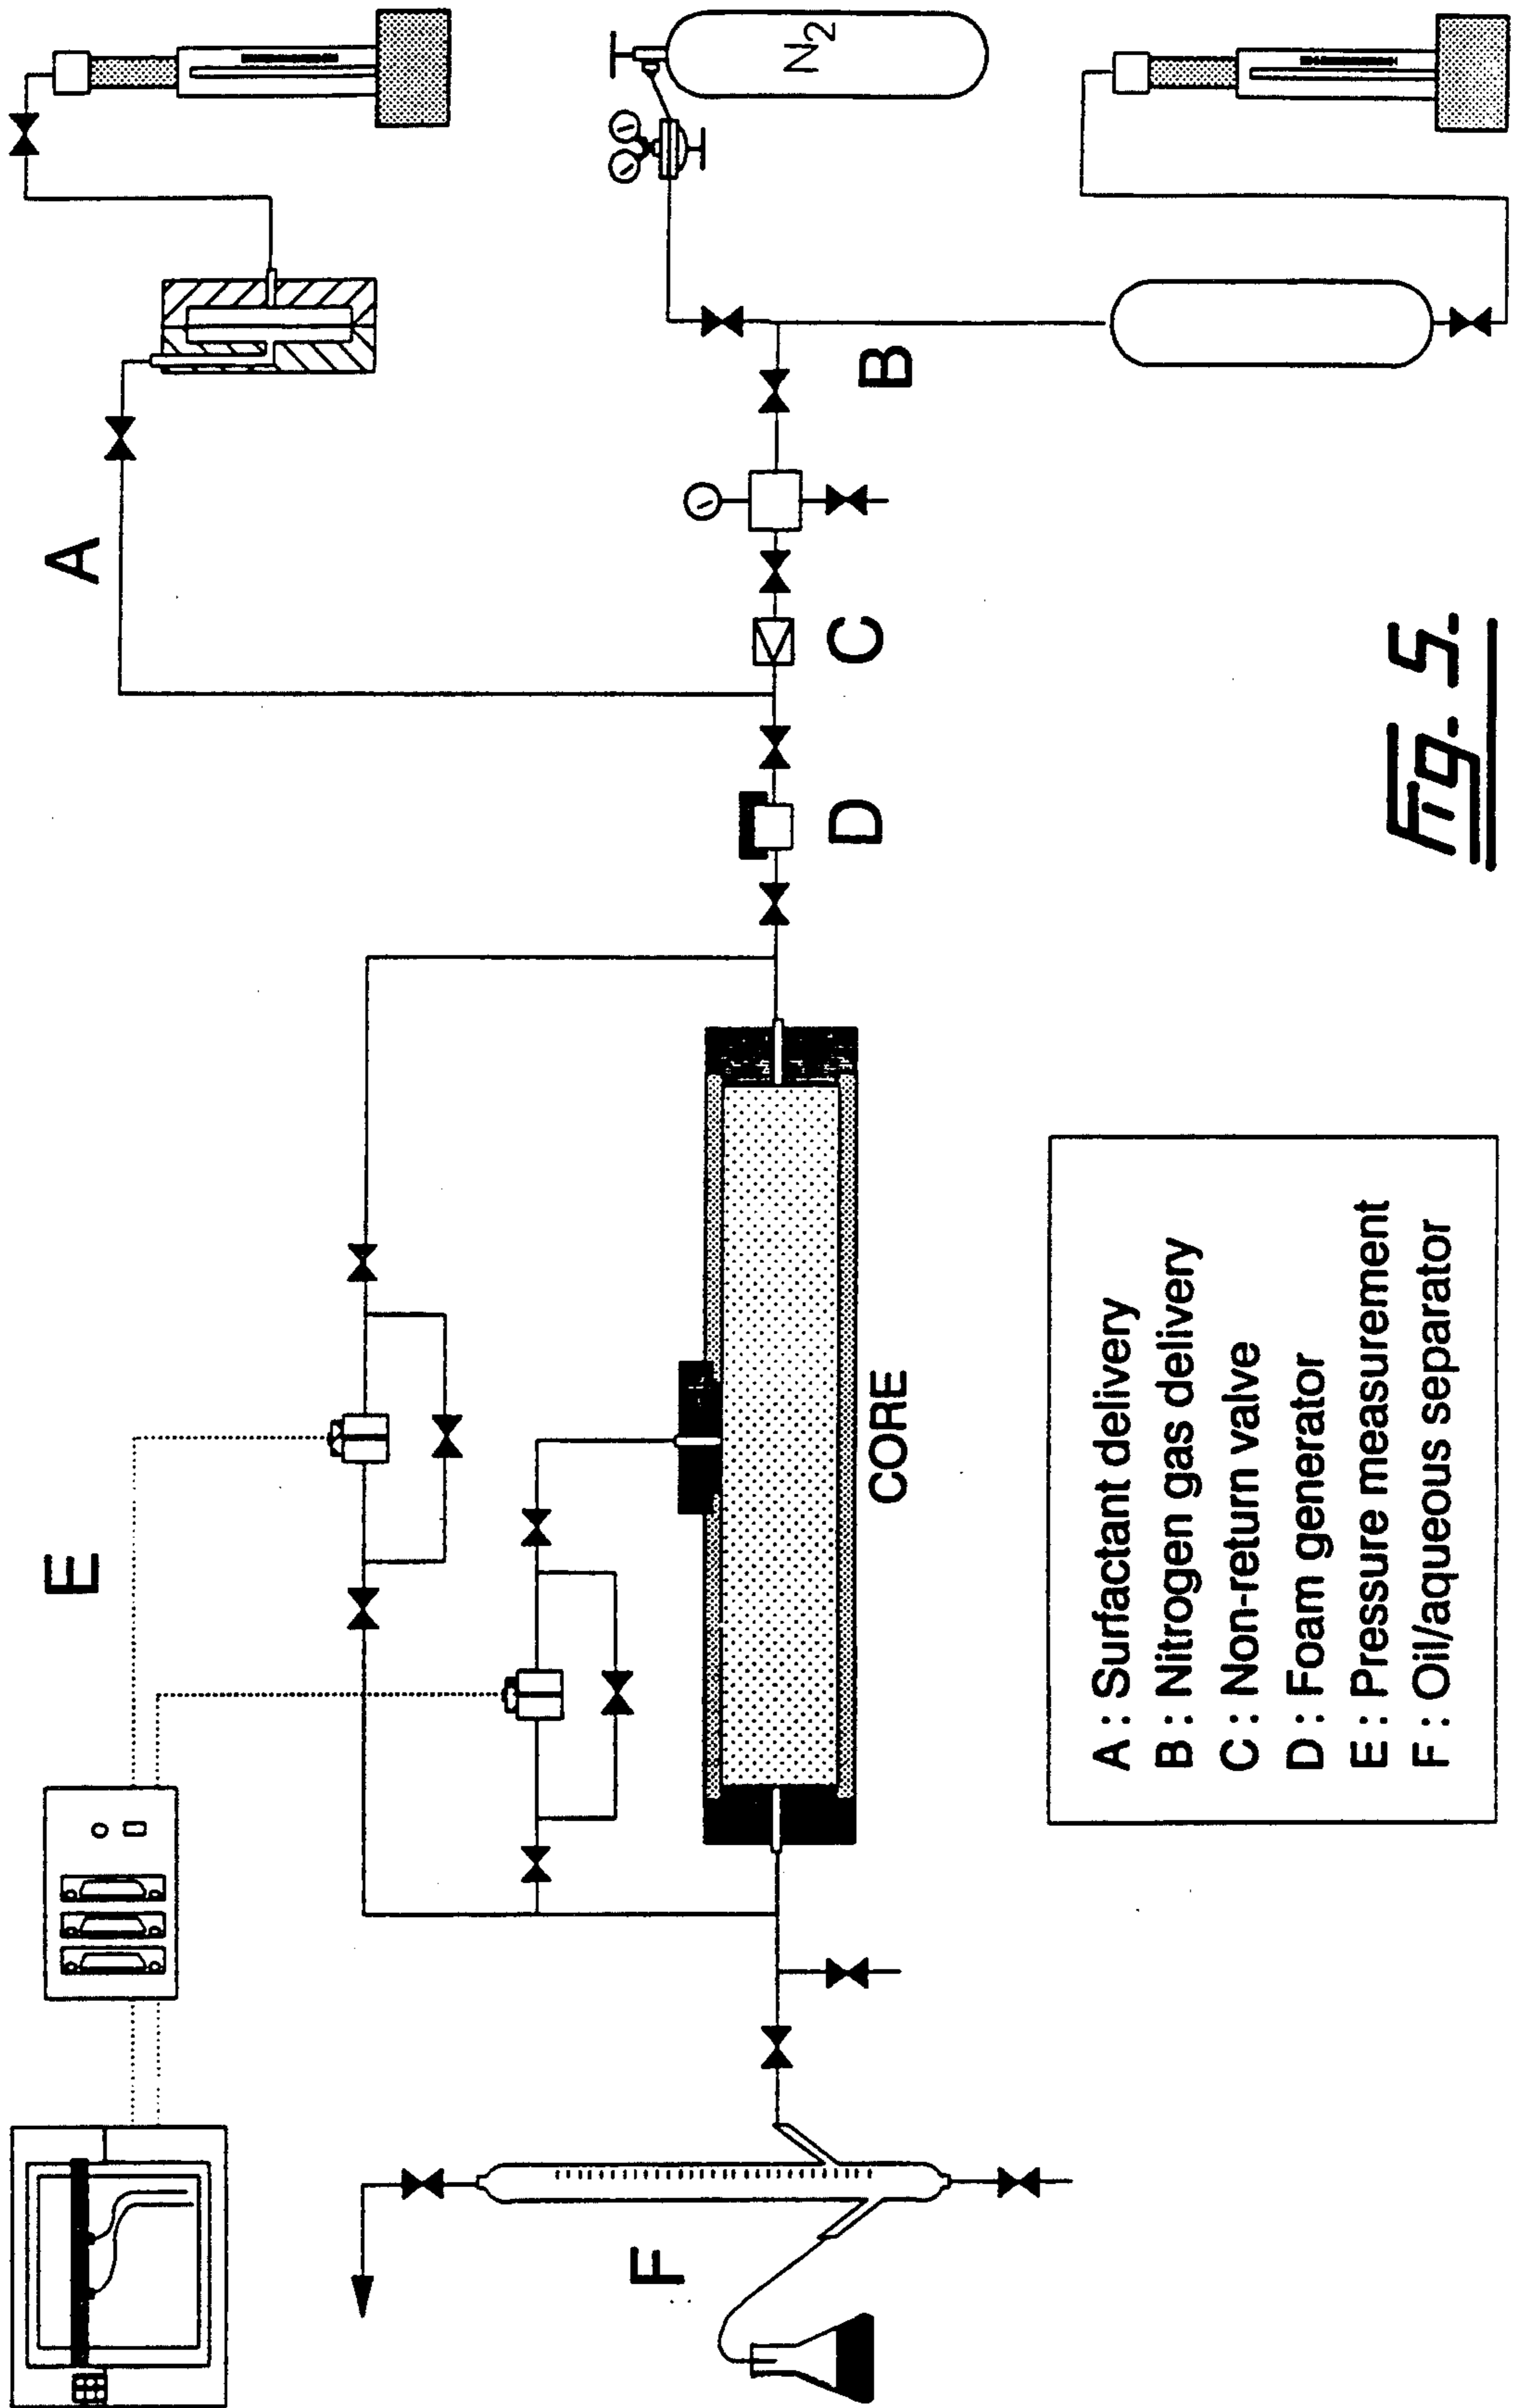 A
B
C
D
E
F
N2
CORE
A : Surfactant delivery
B : Nitrogen gas delivery
C : Non-return valve
D : Foam generator
E : Pressure measurement
F : Oil/aqueous separator
Fig. 5.